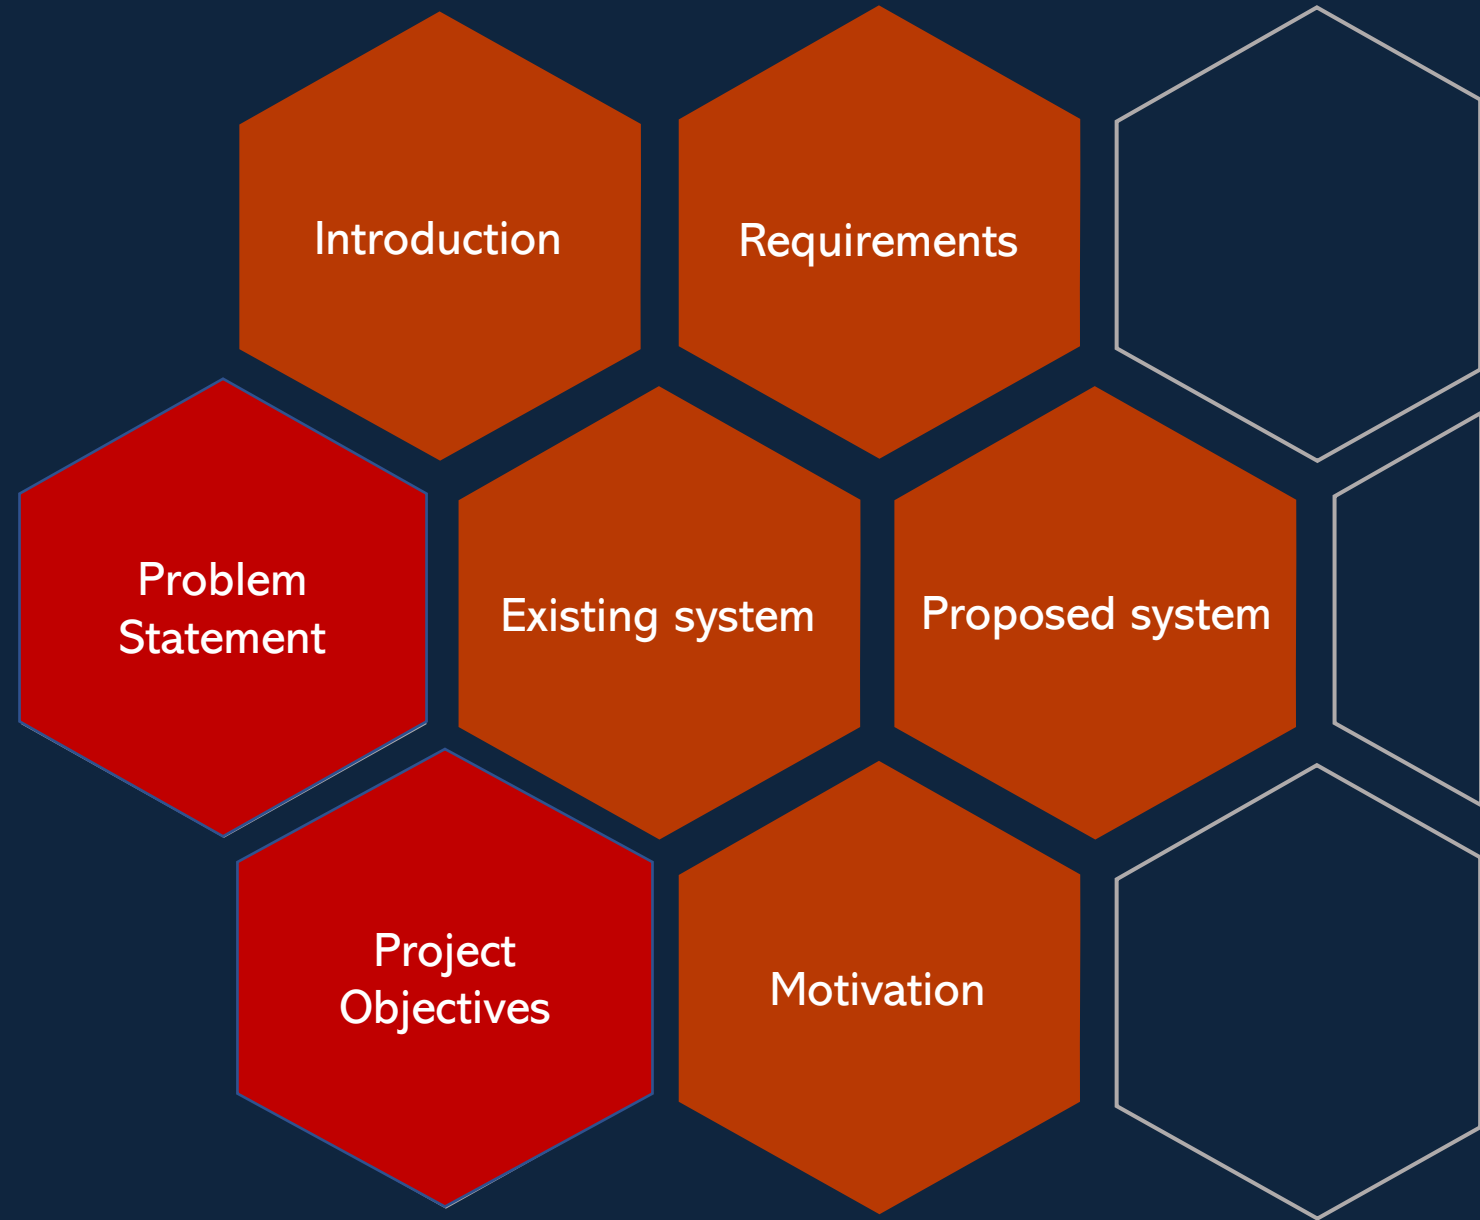 Introduction
Requirements
Problem
Statement
Existing system
Proposed system
Project
Objectives
Motivation